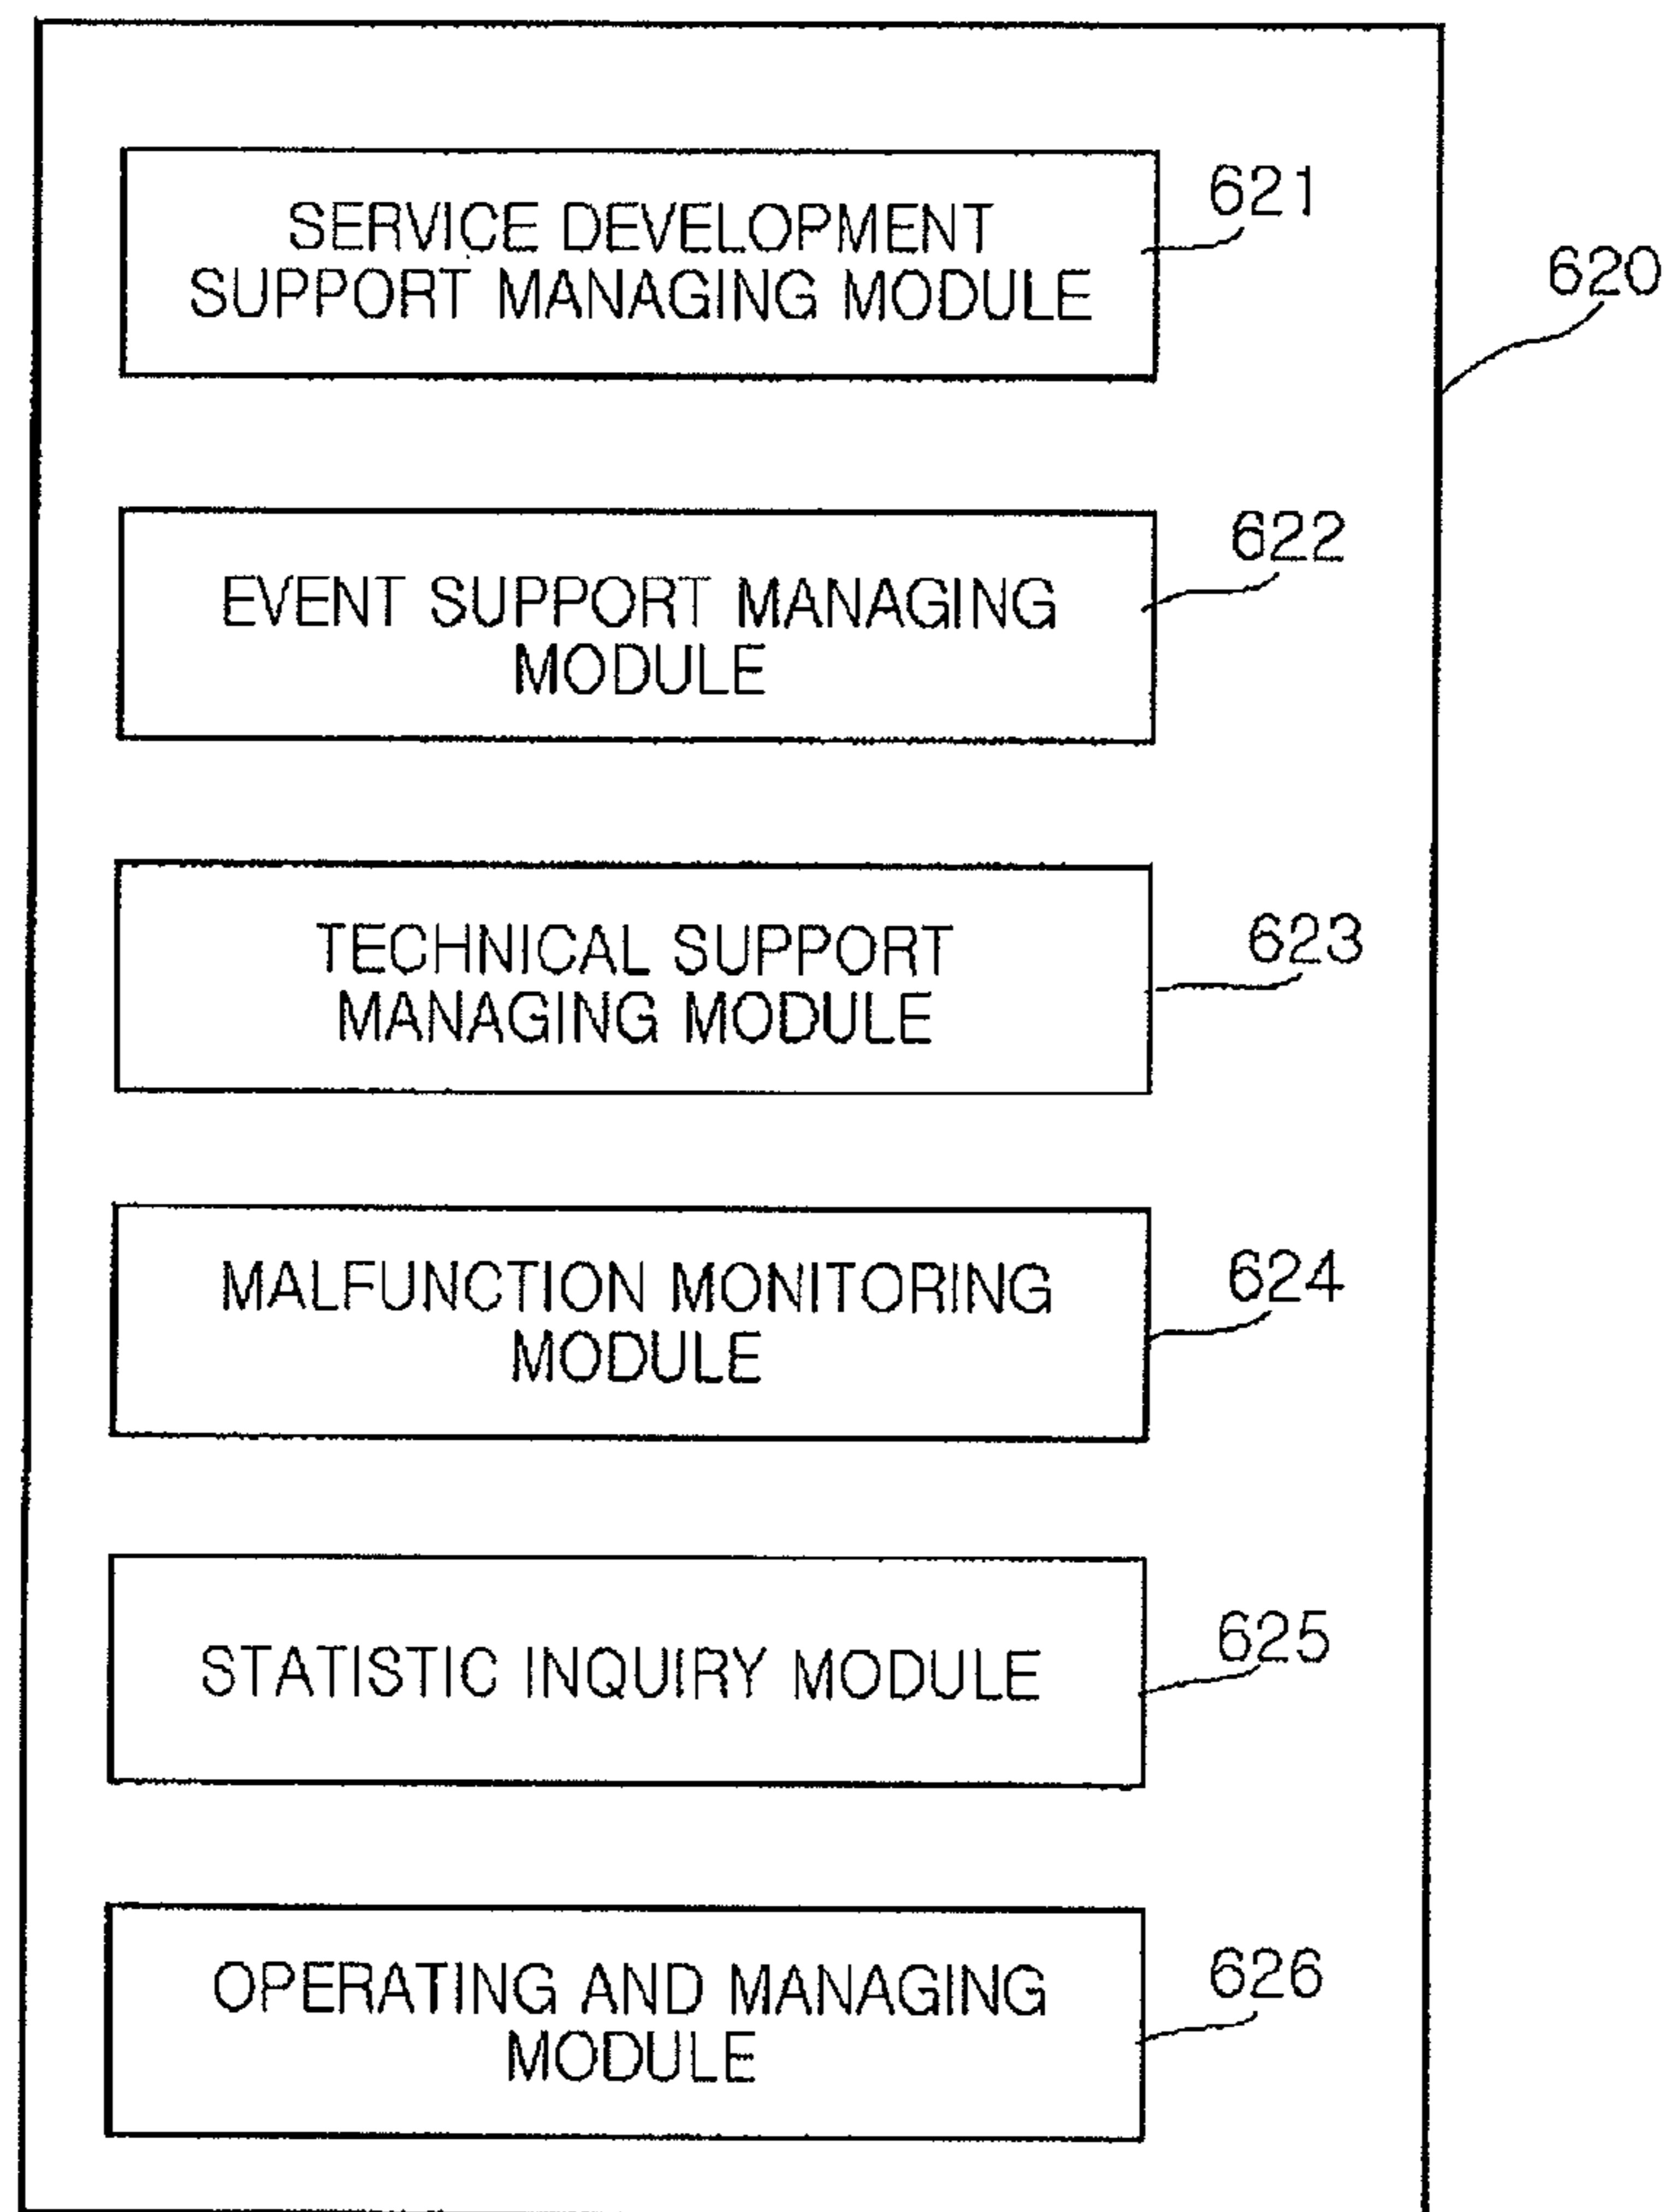 621
SERVICE DEVELOPMENT
SUPPORT MANAGING MODULE
620
622
EVENT SUPPORT MANAGING
MODULE
623
TECHNICAL SUPPORT
MANAGING MODULE
624
MALFUNCTION MONITORING
MODULE
625
STATISTIC INQUIRY MODULE
626
OPERATING AND MANAGING
MODULE